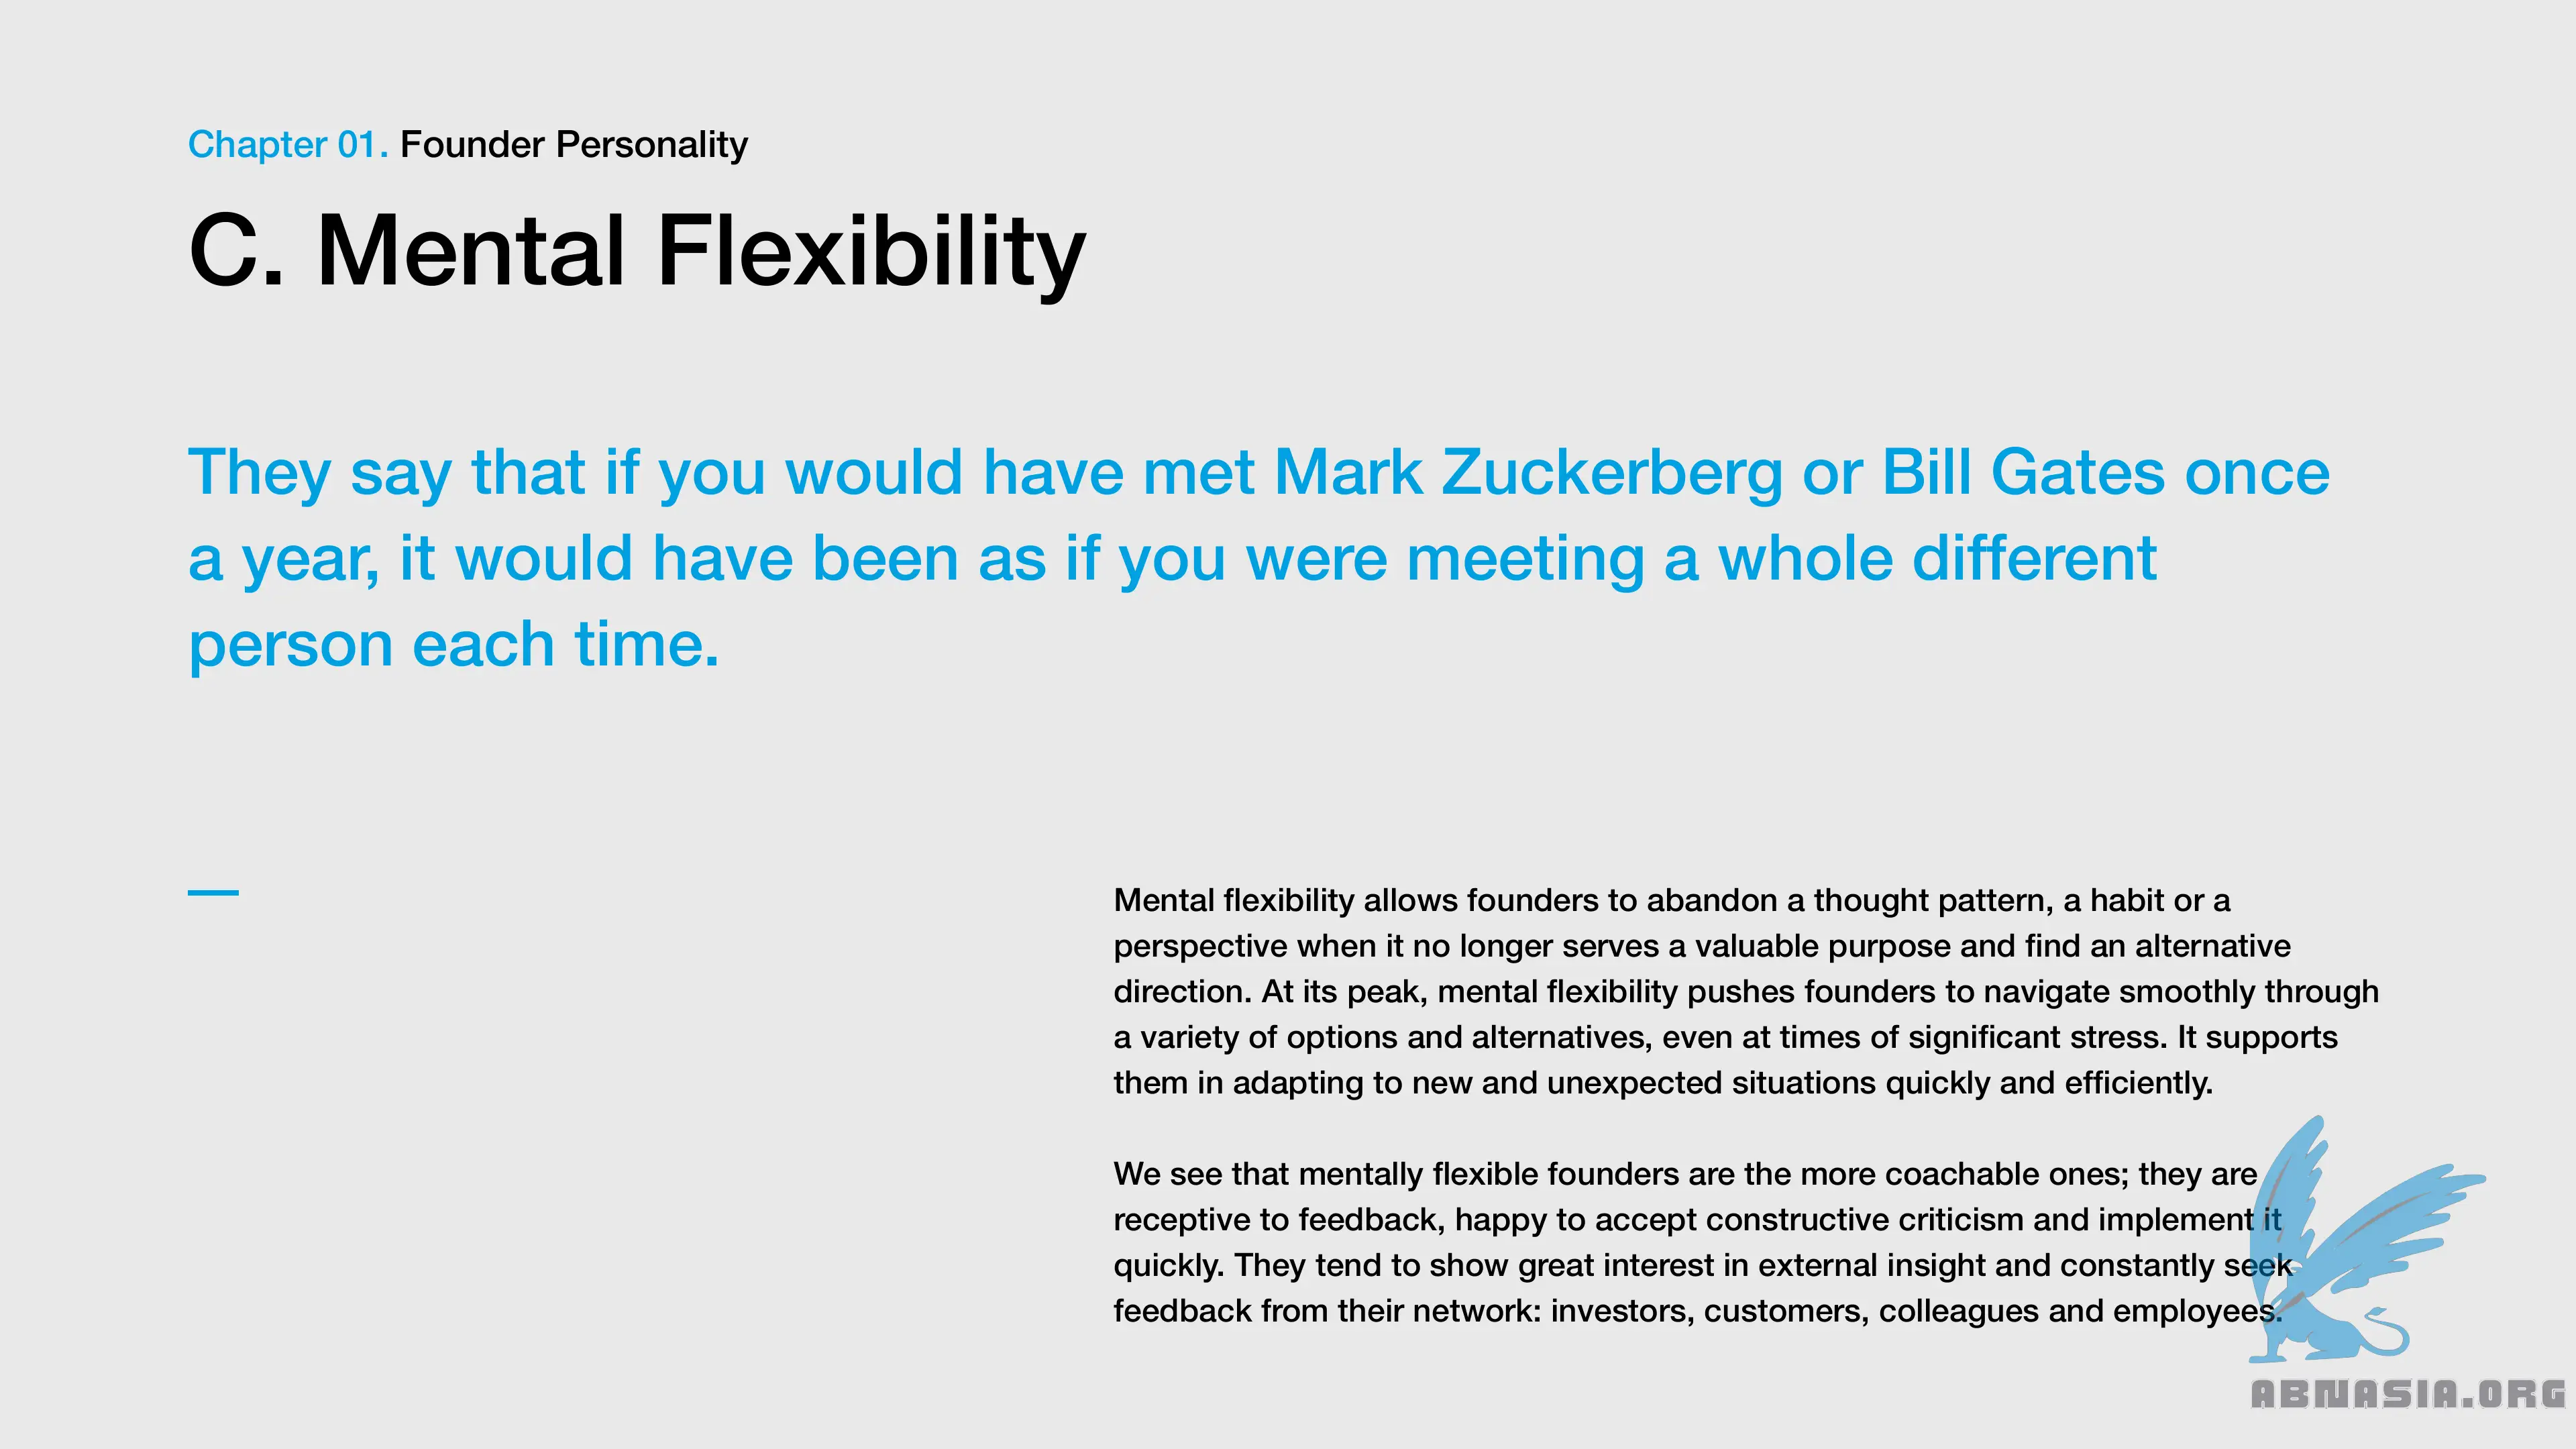 Chapter 01. Founder Personality
C. Mental Flexibility
They say that if you would have met Mark Zuckerberg or Bill Gates once
a year, it would have been as if you were meeting a whole different
person each time.
Mental flexibility allows founders to abandon a thought pattern, a habit or a
perspective when it no longer serves a valuable purpose and find an alternative
direction. At its peak, mental flexibility pushes founders to navigate smoothly through
a variety of options and alternatives, even at times of significant stress. It supports
them in adapting to new and unexpected situations quickly and efficiently.
We see that mentally flexible founders are the more coachable ones; they are
receptive to feedback, happy to accept constructive criticism and implement it
quickly. They tend to show great interest in external insight and constantly seek
feedback from their network: investors, customers, colleagues and employees.
ABNASIA.ORG